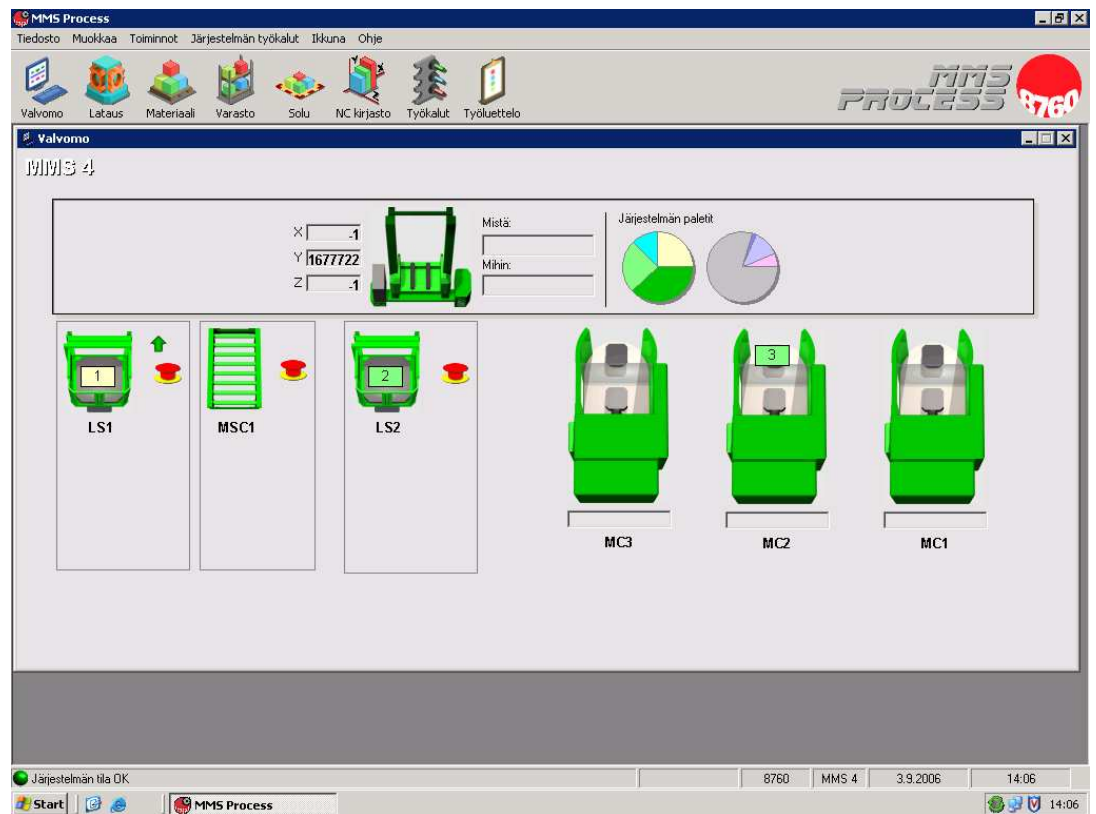 MMS Process
Tiedosto Muokkaa Toiminnot Järjestelmän työkalut Ikkuna Ohje
Valvomo Lataus Materiaali Varasto Solu NC kirjasto Työkalut Työluettelo
MMS
PROCESS
8760
Valvomo
MMS 4
X -1
Y 1677722
Z -1
Mistä:
Mihin:
Järjestelmän paletit
1
2
3
LS1 MSC1 LS2
MC3 MC2 MC1
Järjestelmän tila OK 8760 MMS 4 3.9.2006 14:06
Start MMS Process 14:06